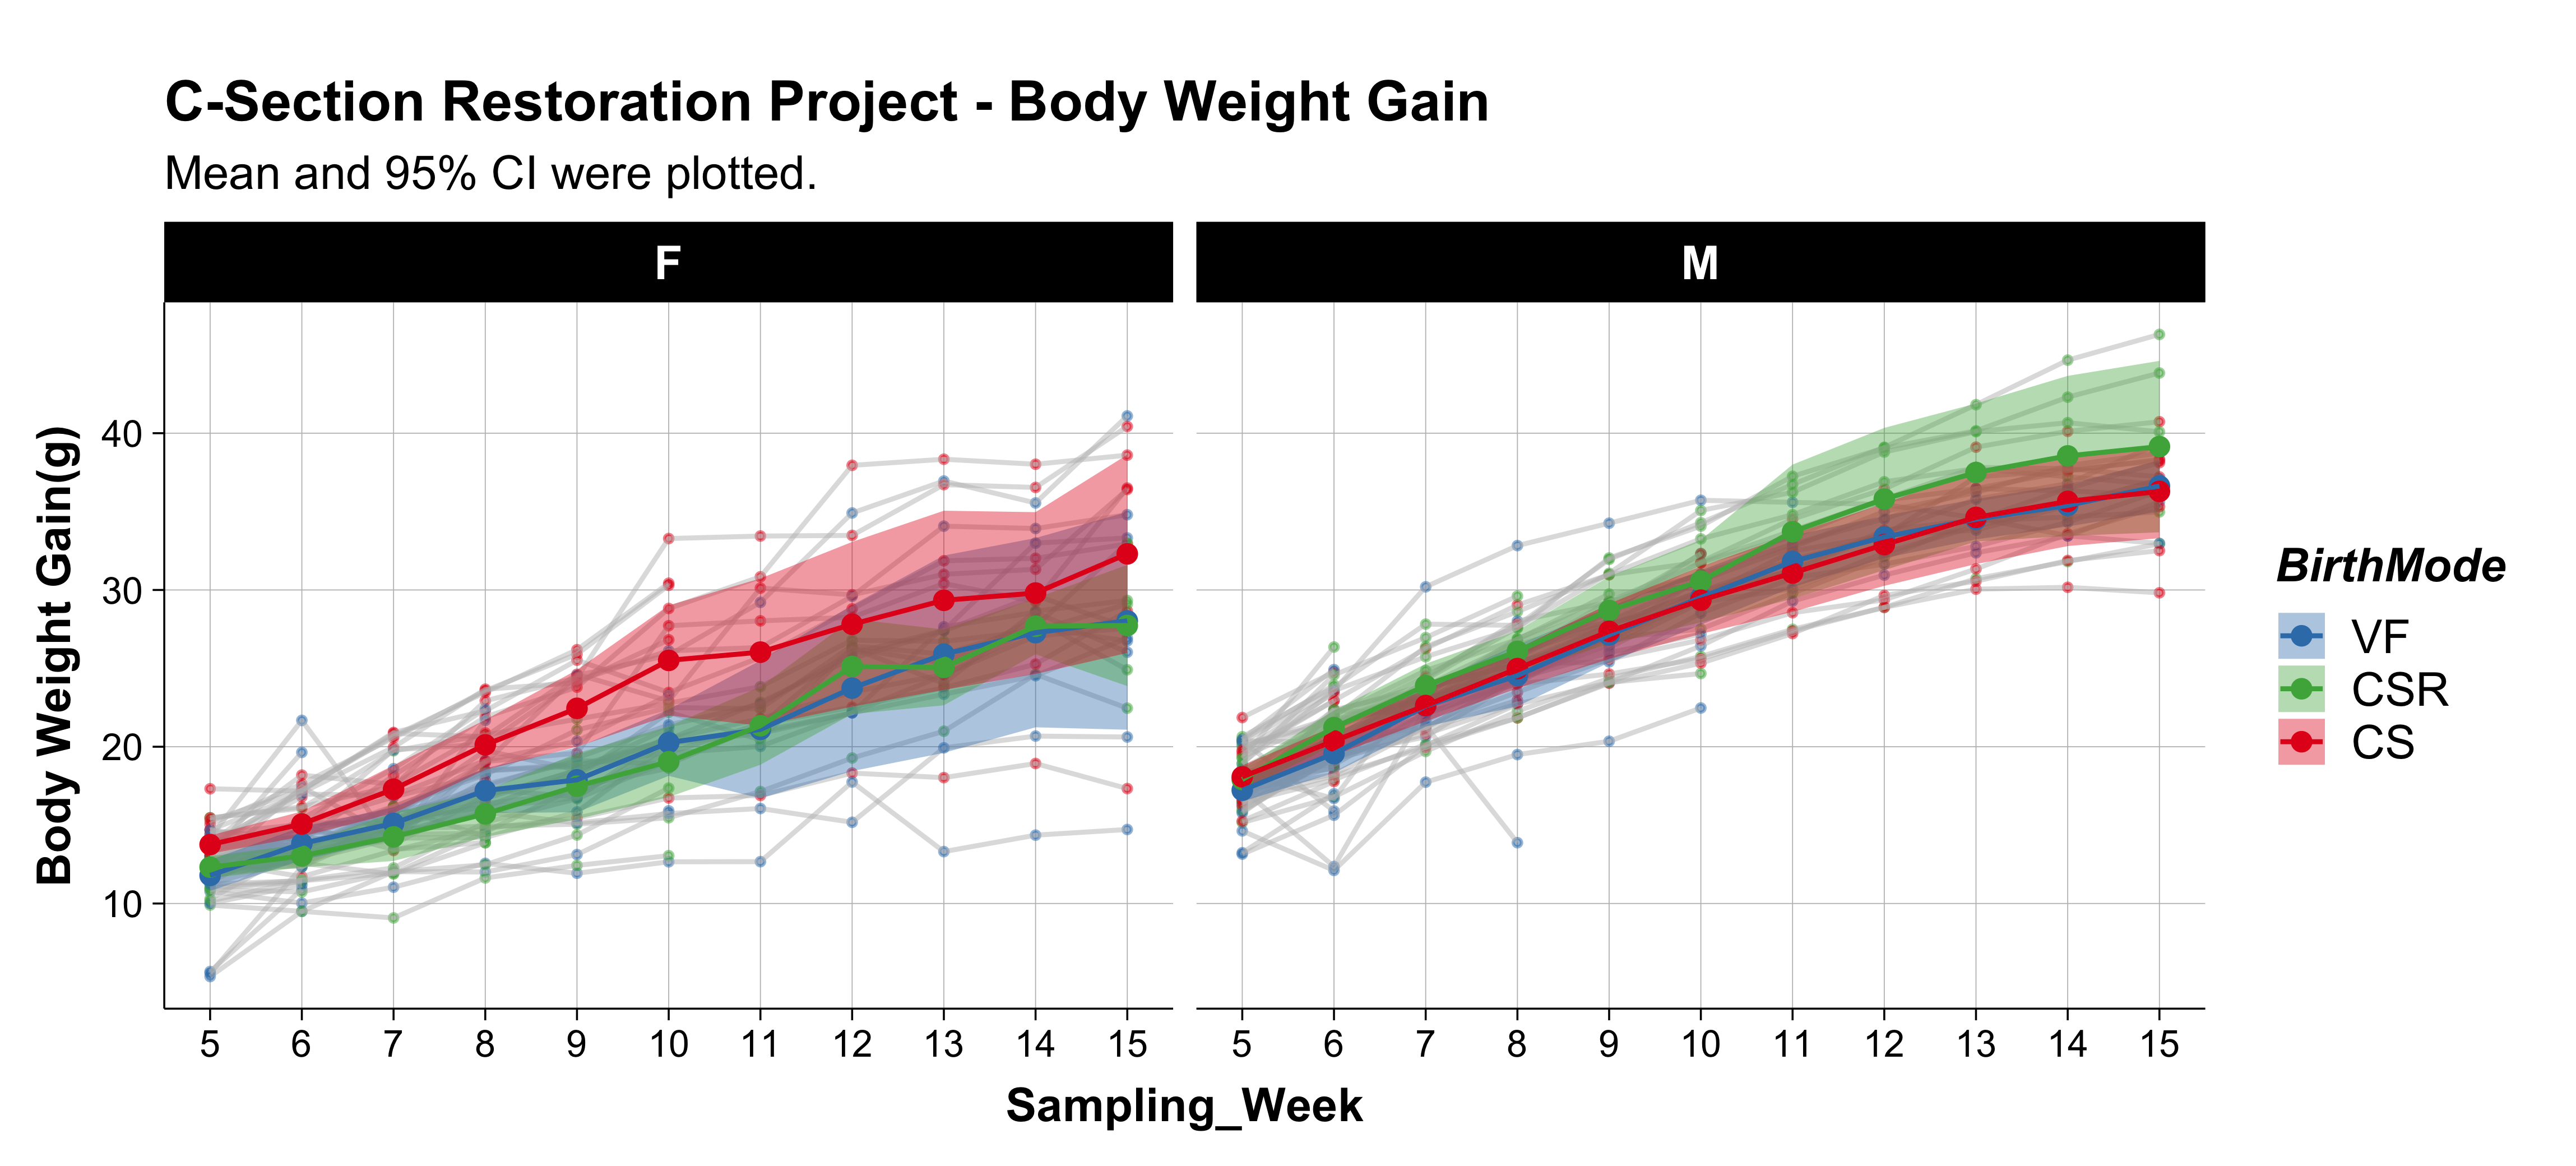 C-Section Restoration Project - Body Weight Gain
Mean and 95% CI were plotted.
F
M
Body Weight Gain(g)
40
30
20
10
5 6 7 8 9 10 11 12 13 14 15
5 6 7 8 9 10 11 12 13 14 15
Sampling_Week
BirthMode
VF
CSR
CS